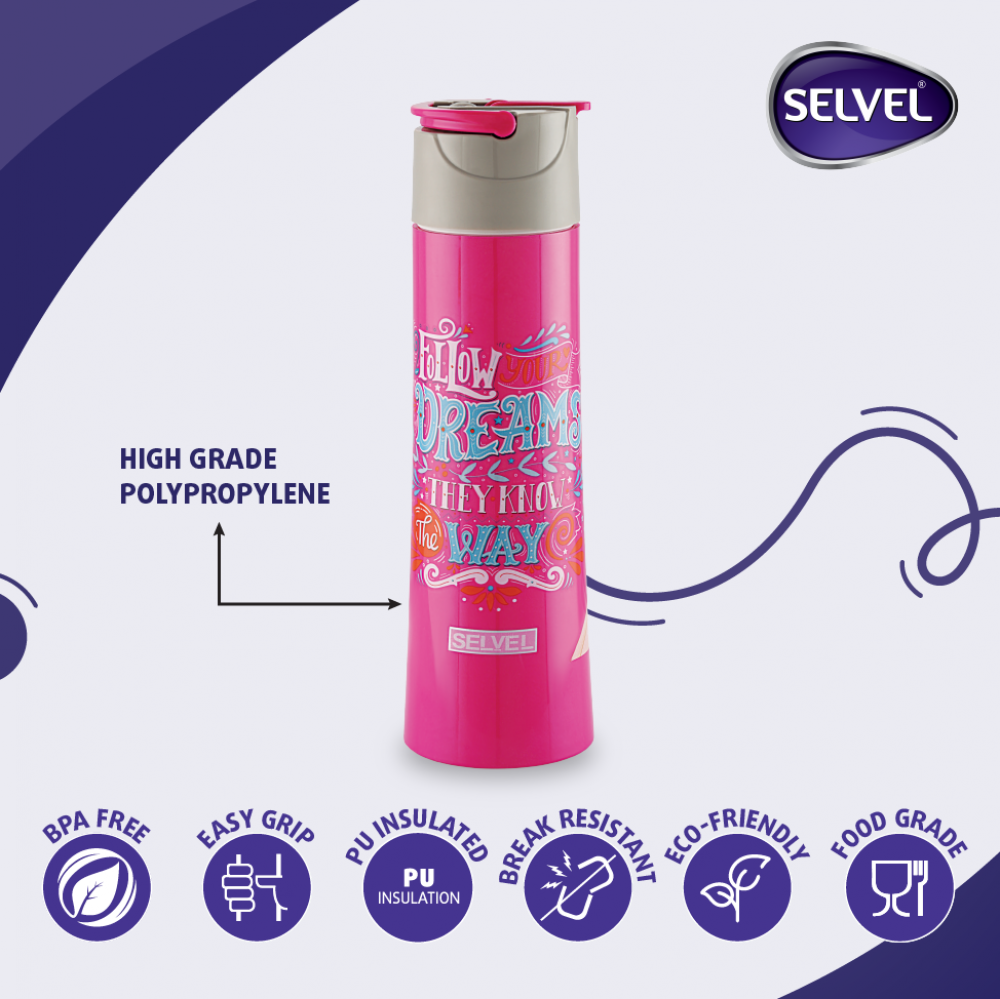 SELVEL®
FOLLOW YOUR
DREAMS
THEY KNOW
The WAY
SELVEL
HIGH GRADE
POLYPROPYLENE
BPA FREE
EASY GRIP
PU INSULATED
PU
INSULATION
BREAK RESISTANT
ECO-FRIENDLY
FOOD GRADE